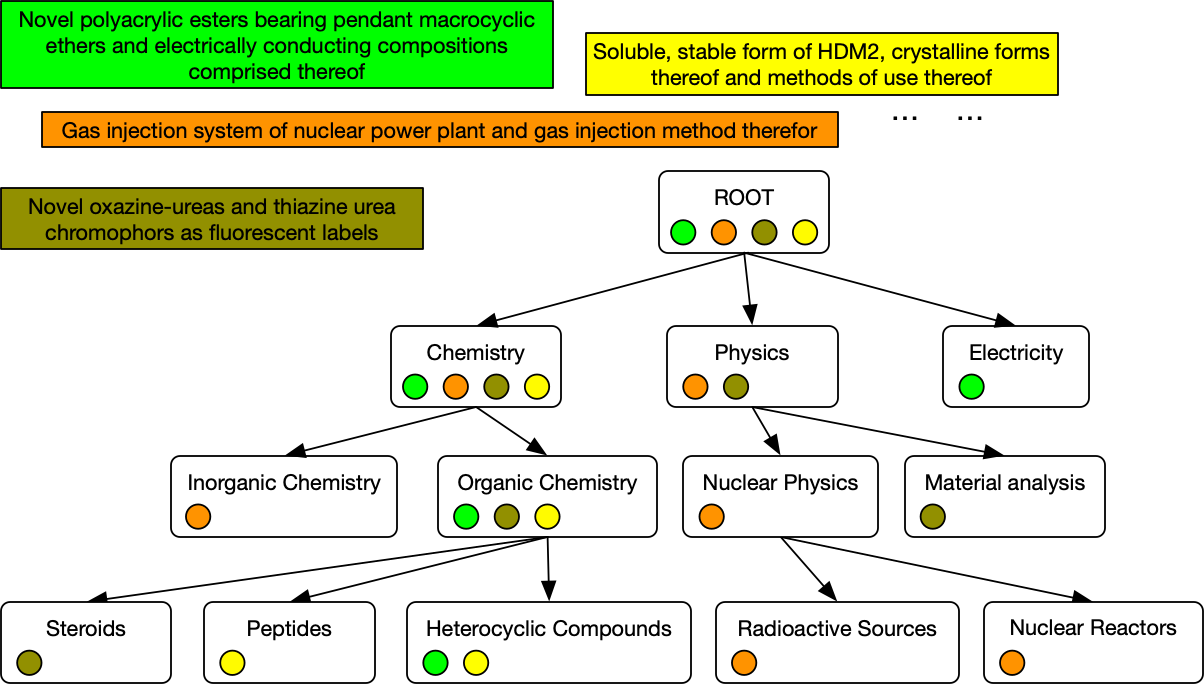 Novel polyacrylic esters bearing pendant macrocyclic
ethers and electrically conducting compositions
comprised thereof
Soluble, stable form of HDM2, crystalline forms
thereof and methods of use thereof
Gas injection system of nuclear power plant and gas injection method therefor
... ...
Novel oxazine-ureas and thiazine urea
chromophors as fluorescent labels
ROOT
Chemistry
Physics
Electricity
Inorganic Chemistry
Organic Chemistry
Nuclear Physics
Material analysis
Steroids
Peptides
Heterocyclic Compounds
Radioactive Sources
Nuclear Reactors